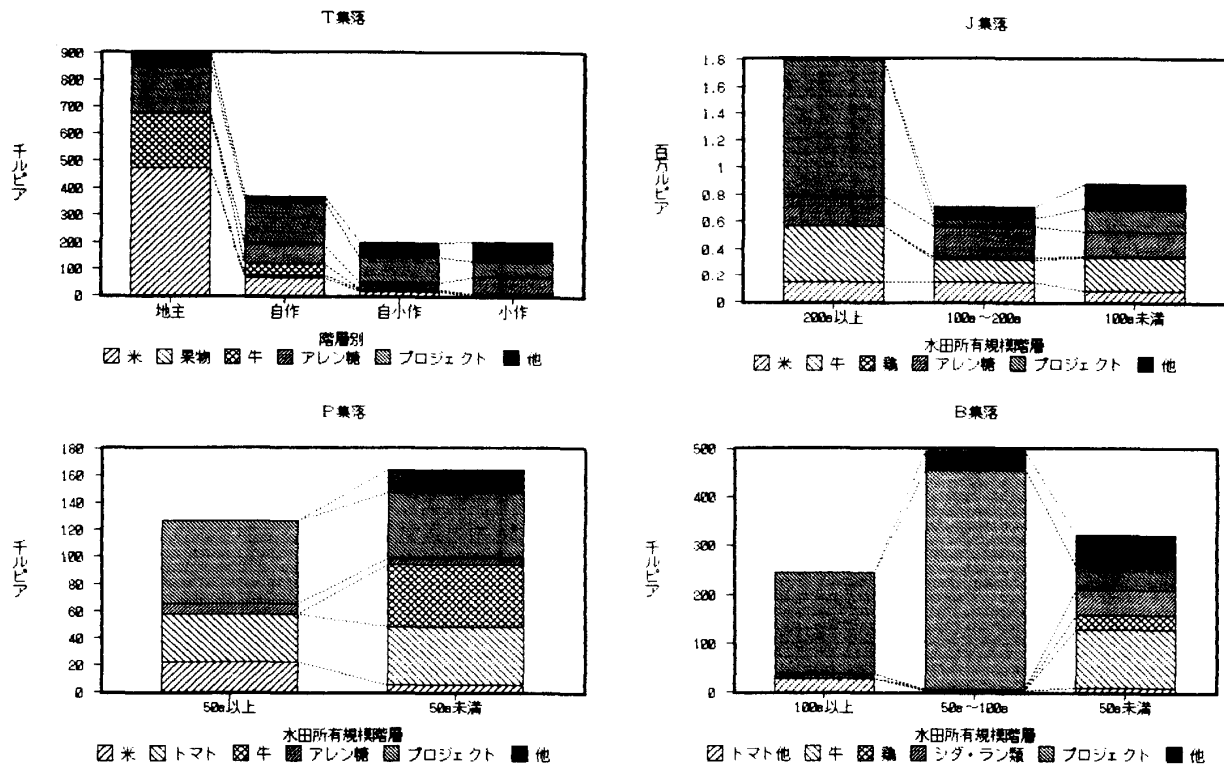 T集落
900
800
700
600
500
400
300
200
100
0
千ルピア
地主 自作 自小作 小作
階層別
米 果物 牛 アレン糖 プロジェクト 他
J集落
1.8
1.6
1.4
1.2
1
0.8
0.6
0.4
0.2
0
百万ルピア
200a以上 100a～200a 100a未満
水田所有規模階層
米 牛 鶏 アレン糖 プロジェクト 他
P集落
180
160
140
120
100
80
60
40
20
0
千ルピア
50a以上 50a未満
水田所有規模階層
米 トマト 牛 アレン糖 プロジェクト 他
B集落
500
400
300
200
100
0
千ルピア
100a以上 50a～100a 50a未満
水田所有規模階層
トマト他 牛 鶏 シダ・ラン類 プロジェクト 他